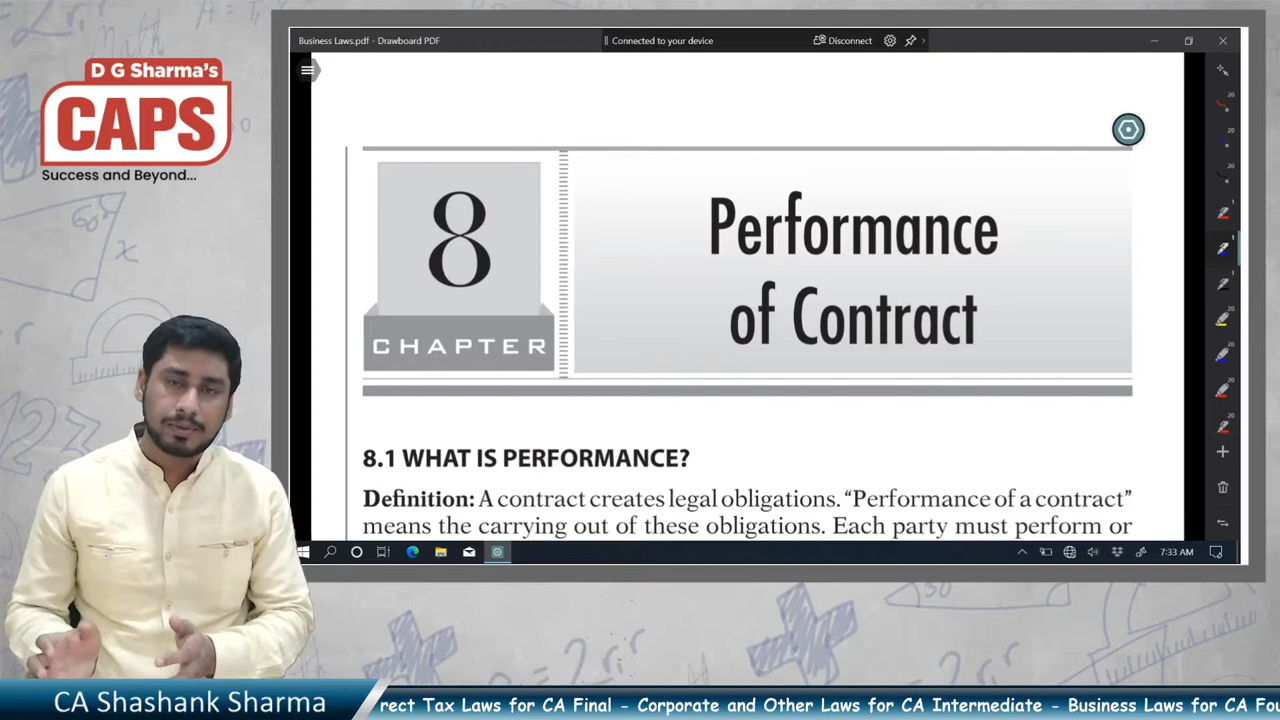 D G Sharma's
CAPS
Success and Beyond...
Business Laws.pdf - Drawboard PDF
Connected to your device
Disconnect
8
CHAPTER
Performance
of Contract
8.1 WHAT IS PERFORMANCE?
Definition: A contract creates legal obligations. “Performance of a contract”
means the carrying out of these obligations. Each party must perform or
7:33 AM
CA Shashank Sharma
rect Tax Laws for CA Final - Corporate and Other Laws for CA Intermediate - Business Laws for CA Fou